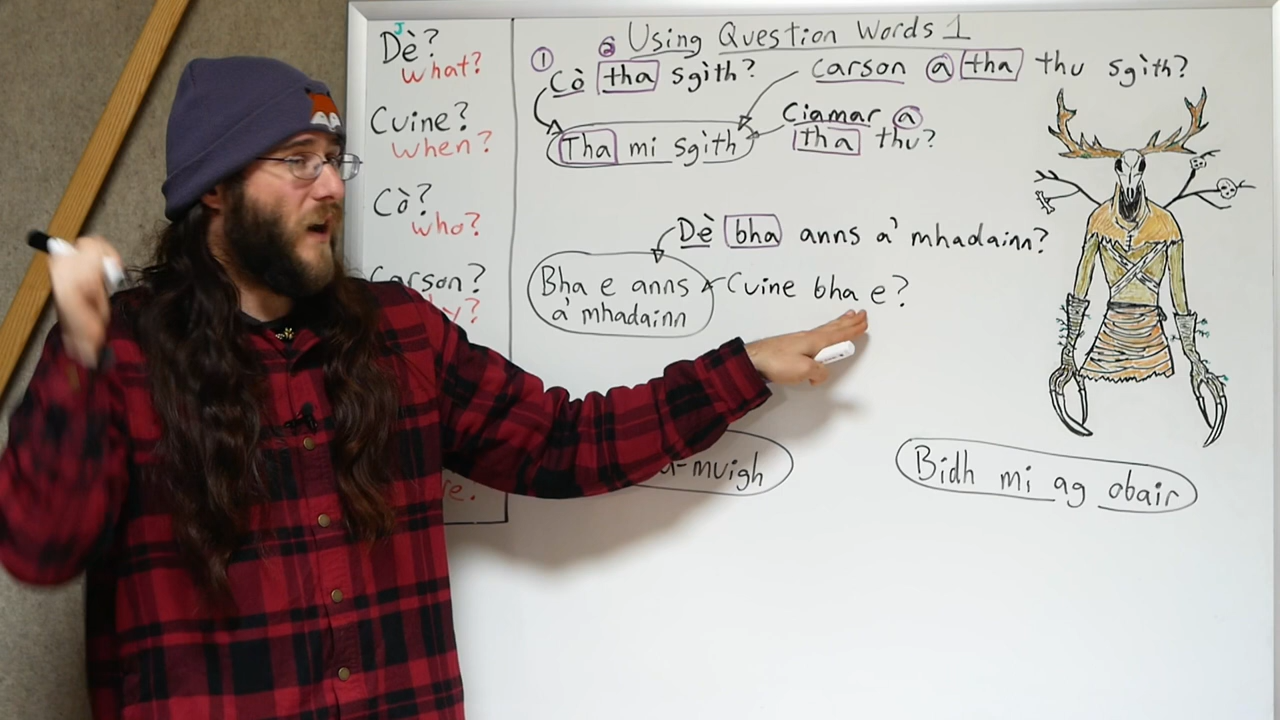 J
Dè?
what?
Cuine?
when?
Cò?
who?
carson?
Using Question Words 1
1
2
Cò tha sgìth?
carson a tha thu sgìth?
Tha mi sgìth
Ciamar a
tha thu?
Dè bha anns a' mhadainn?
Bha e anns
a' mhadainn
Cuine bha e?
a-muigh
Bidh mi ag obair